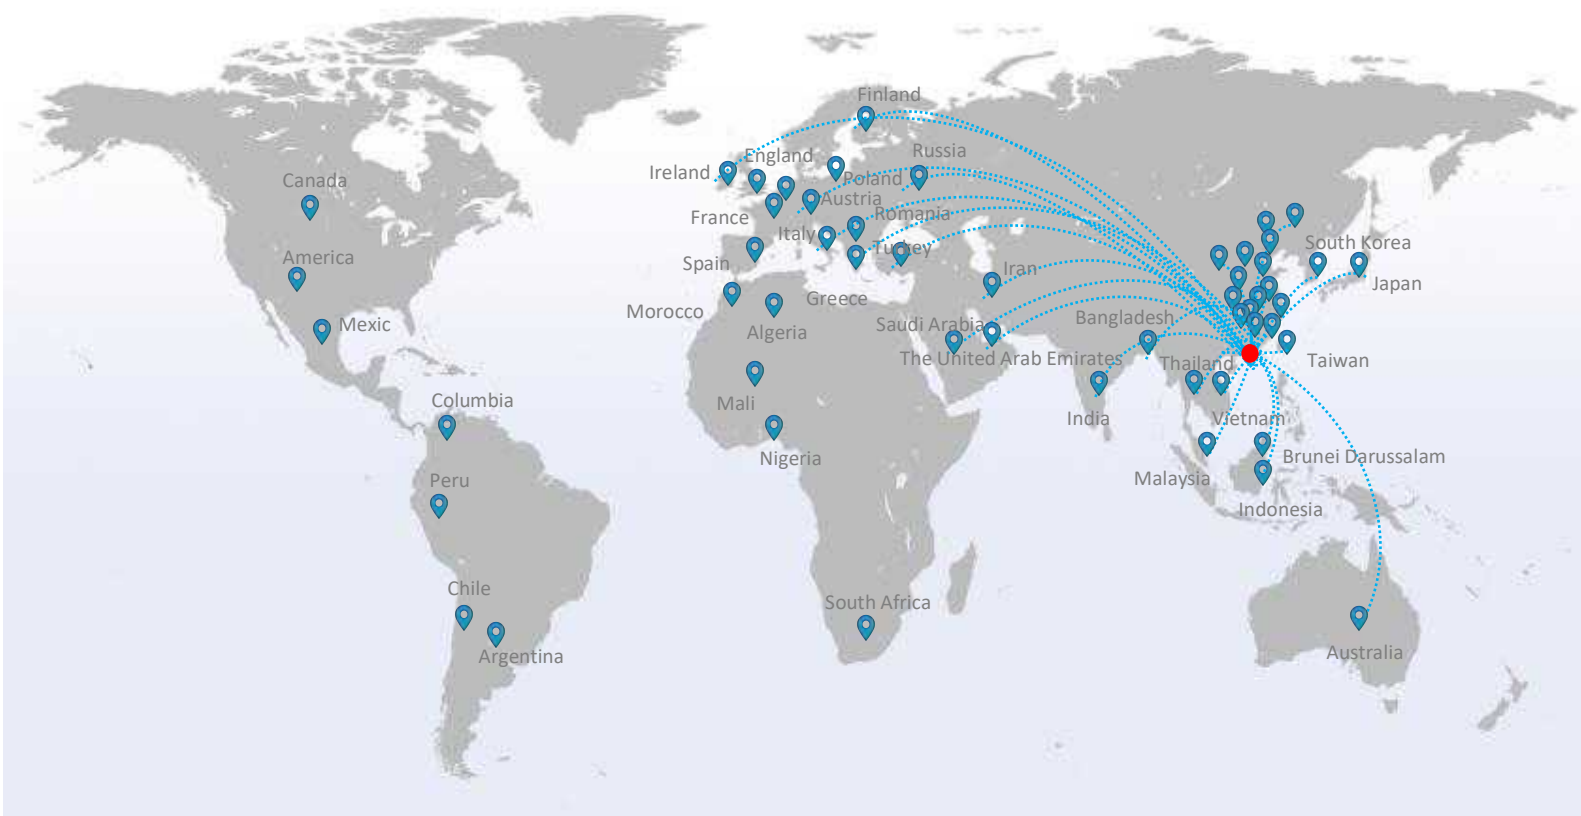 Finland
England
Russia
Ireland
Poland
Canada
Austria
France
Romania
Italy
South Korea
America
Spain
Turkey
Iran
Japan
Greece
Morocco
Mexic
Algeria
Saudi Arabia
Bangladesh
The United Arab Emirates
Thailand
Taiwan
Columbia
Mali
India
Vietnam
Nigeria
Brunei Darussalam
Peru
Malaysia
Indonesia
Chile
South Africa
Argentina
Australia